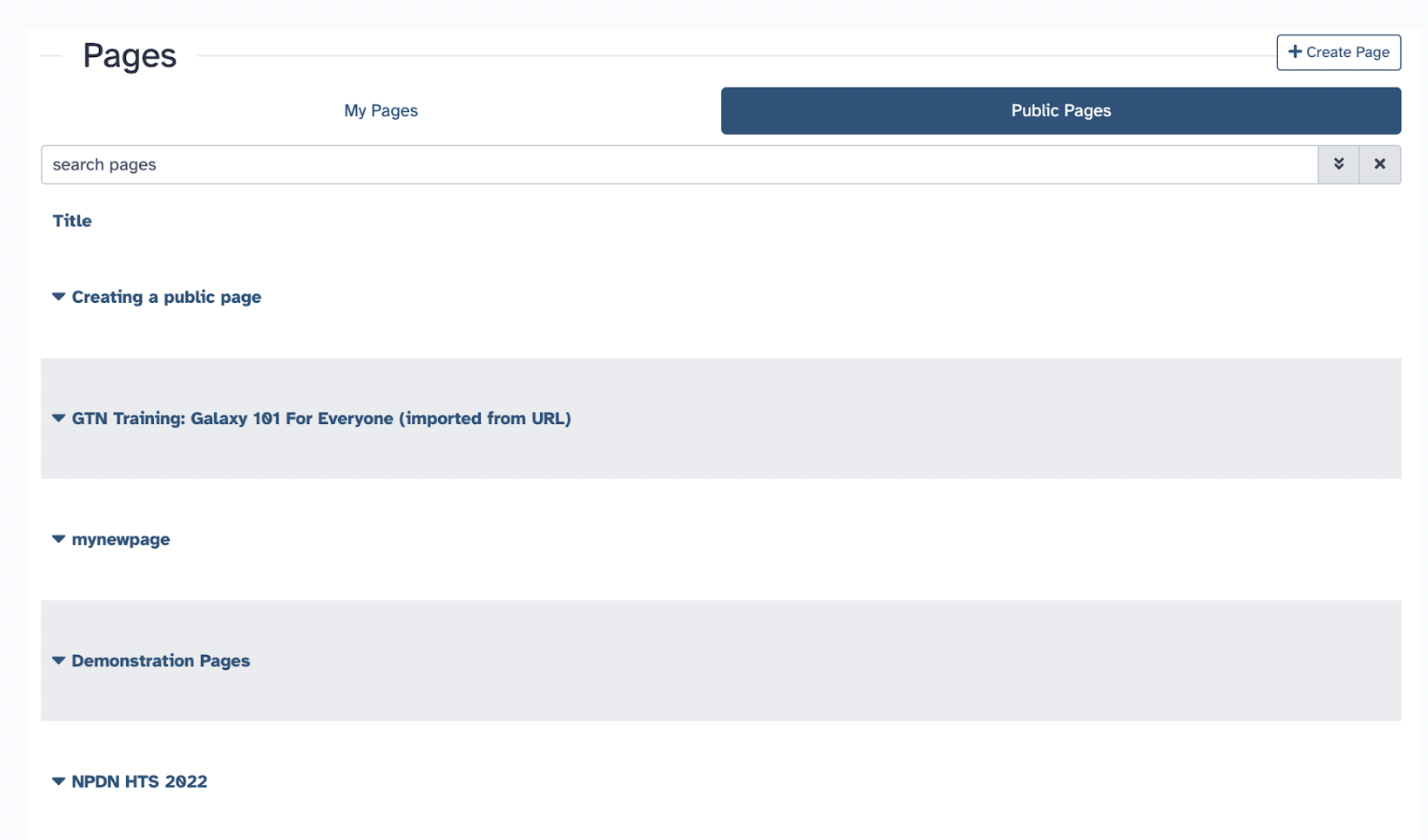 Pages
Create Page
My Pages
Public Pages
search pages
Title
Creating a public page
GTN Training: Galaxy 101 For Everyone (imported from URL)
mynewpage
Demonstration Pages
NPDN HTS 2022